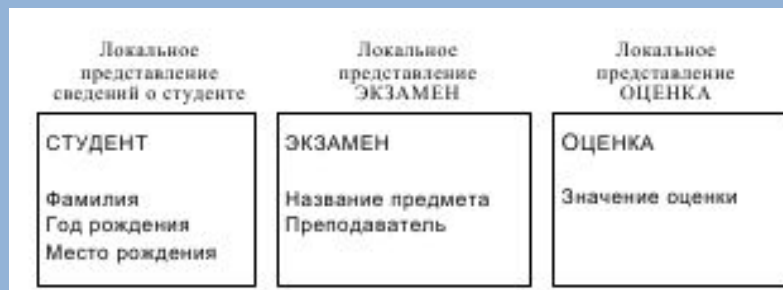 Локальное
представление
сведений о студенте
Локальное
представление
ЭКЗАМЕН
Локальное
представление
ОЦЕНКА
СТУДЕНТ
Фамилия
Год рождения
Место рождения
ЭКЗАМЕН
Название предмета
Преподаватель
ОЦЕНКА
Значение оценки